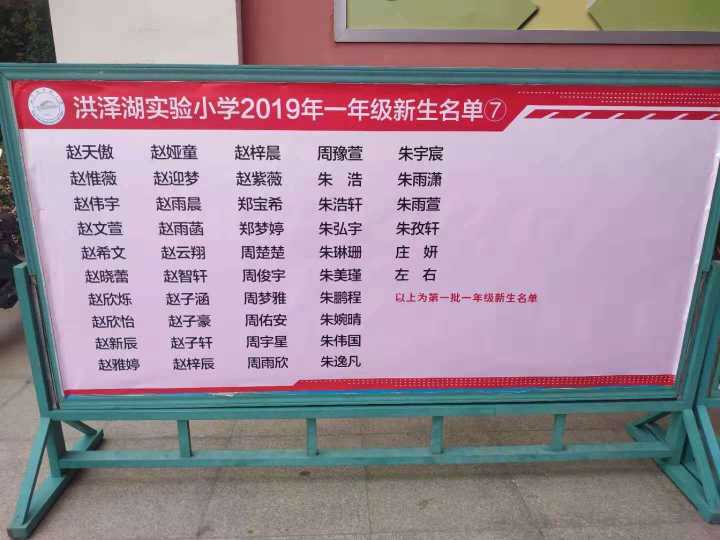 洪泽湖实验小学2019年一年级新生名单⑦
赵天傲 赵娅童 赵梓晨 周豫萱 朱宇宸
赵惟薇 赵迎梦 赵紫薇 朱 浩 朱雨潇
赵伟宇 赵雨晨 郑宝希 朱浩轩 朱雨萱
赵文萱 赵雨菡 郑梦婷 朱弘宇 朱孜轩
赵希文 赵云翔 周楚楚 朱琳珊 庄 妍
赵晓蕾 赵智轩 周俊宇 朱美瑾 左 右
赵欣烁 赵子涵 周梦雅 朱鹏程 以上为第一批一年级新生名单
赵欣怡 赵子豪 周佑安 朱婉晴
赵新辰 赵子轩 周宇星 朱伟国
赵雅婷 赵梓辰 周雨欣 朱逸凡